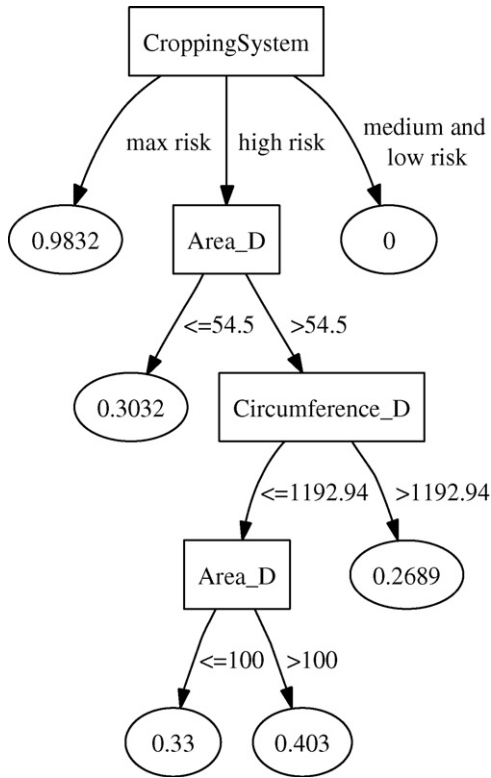 CroppingSystem
max risk
high risk
medium and
low risk
0.9832
Area_D
0
<=54.5
>54.5
0.3032
Circumference_D
<=1192.94
>1192.94
Area_D
0.2689
<=100
>100
0.33
0.403